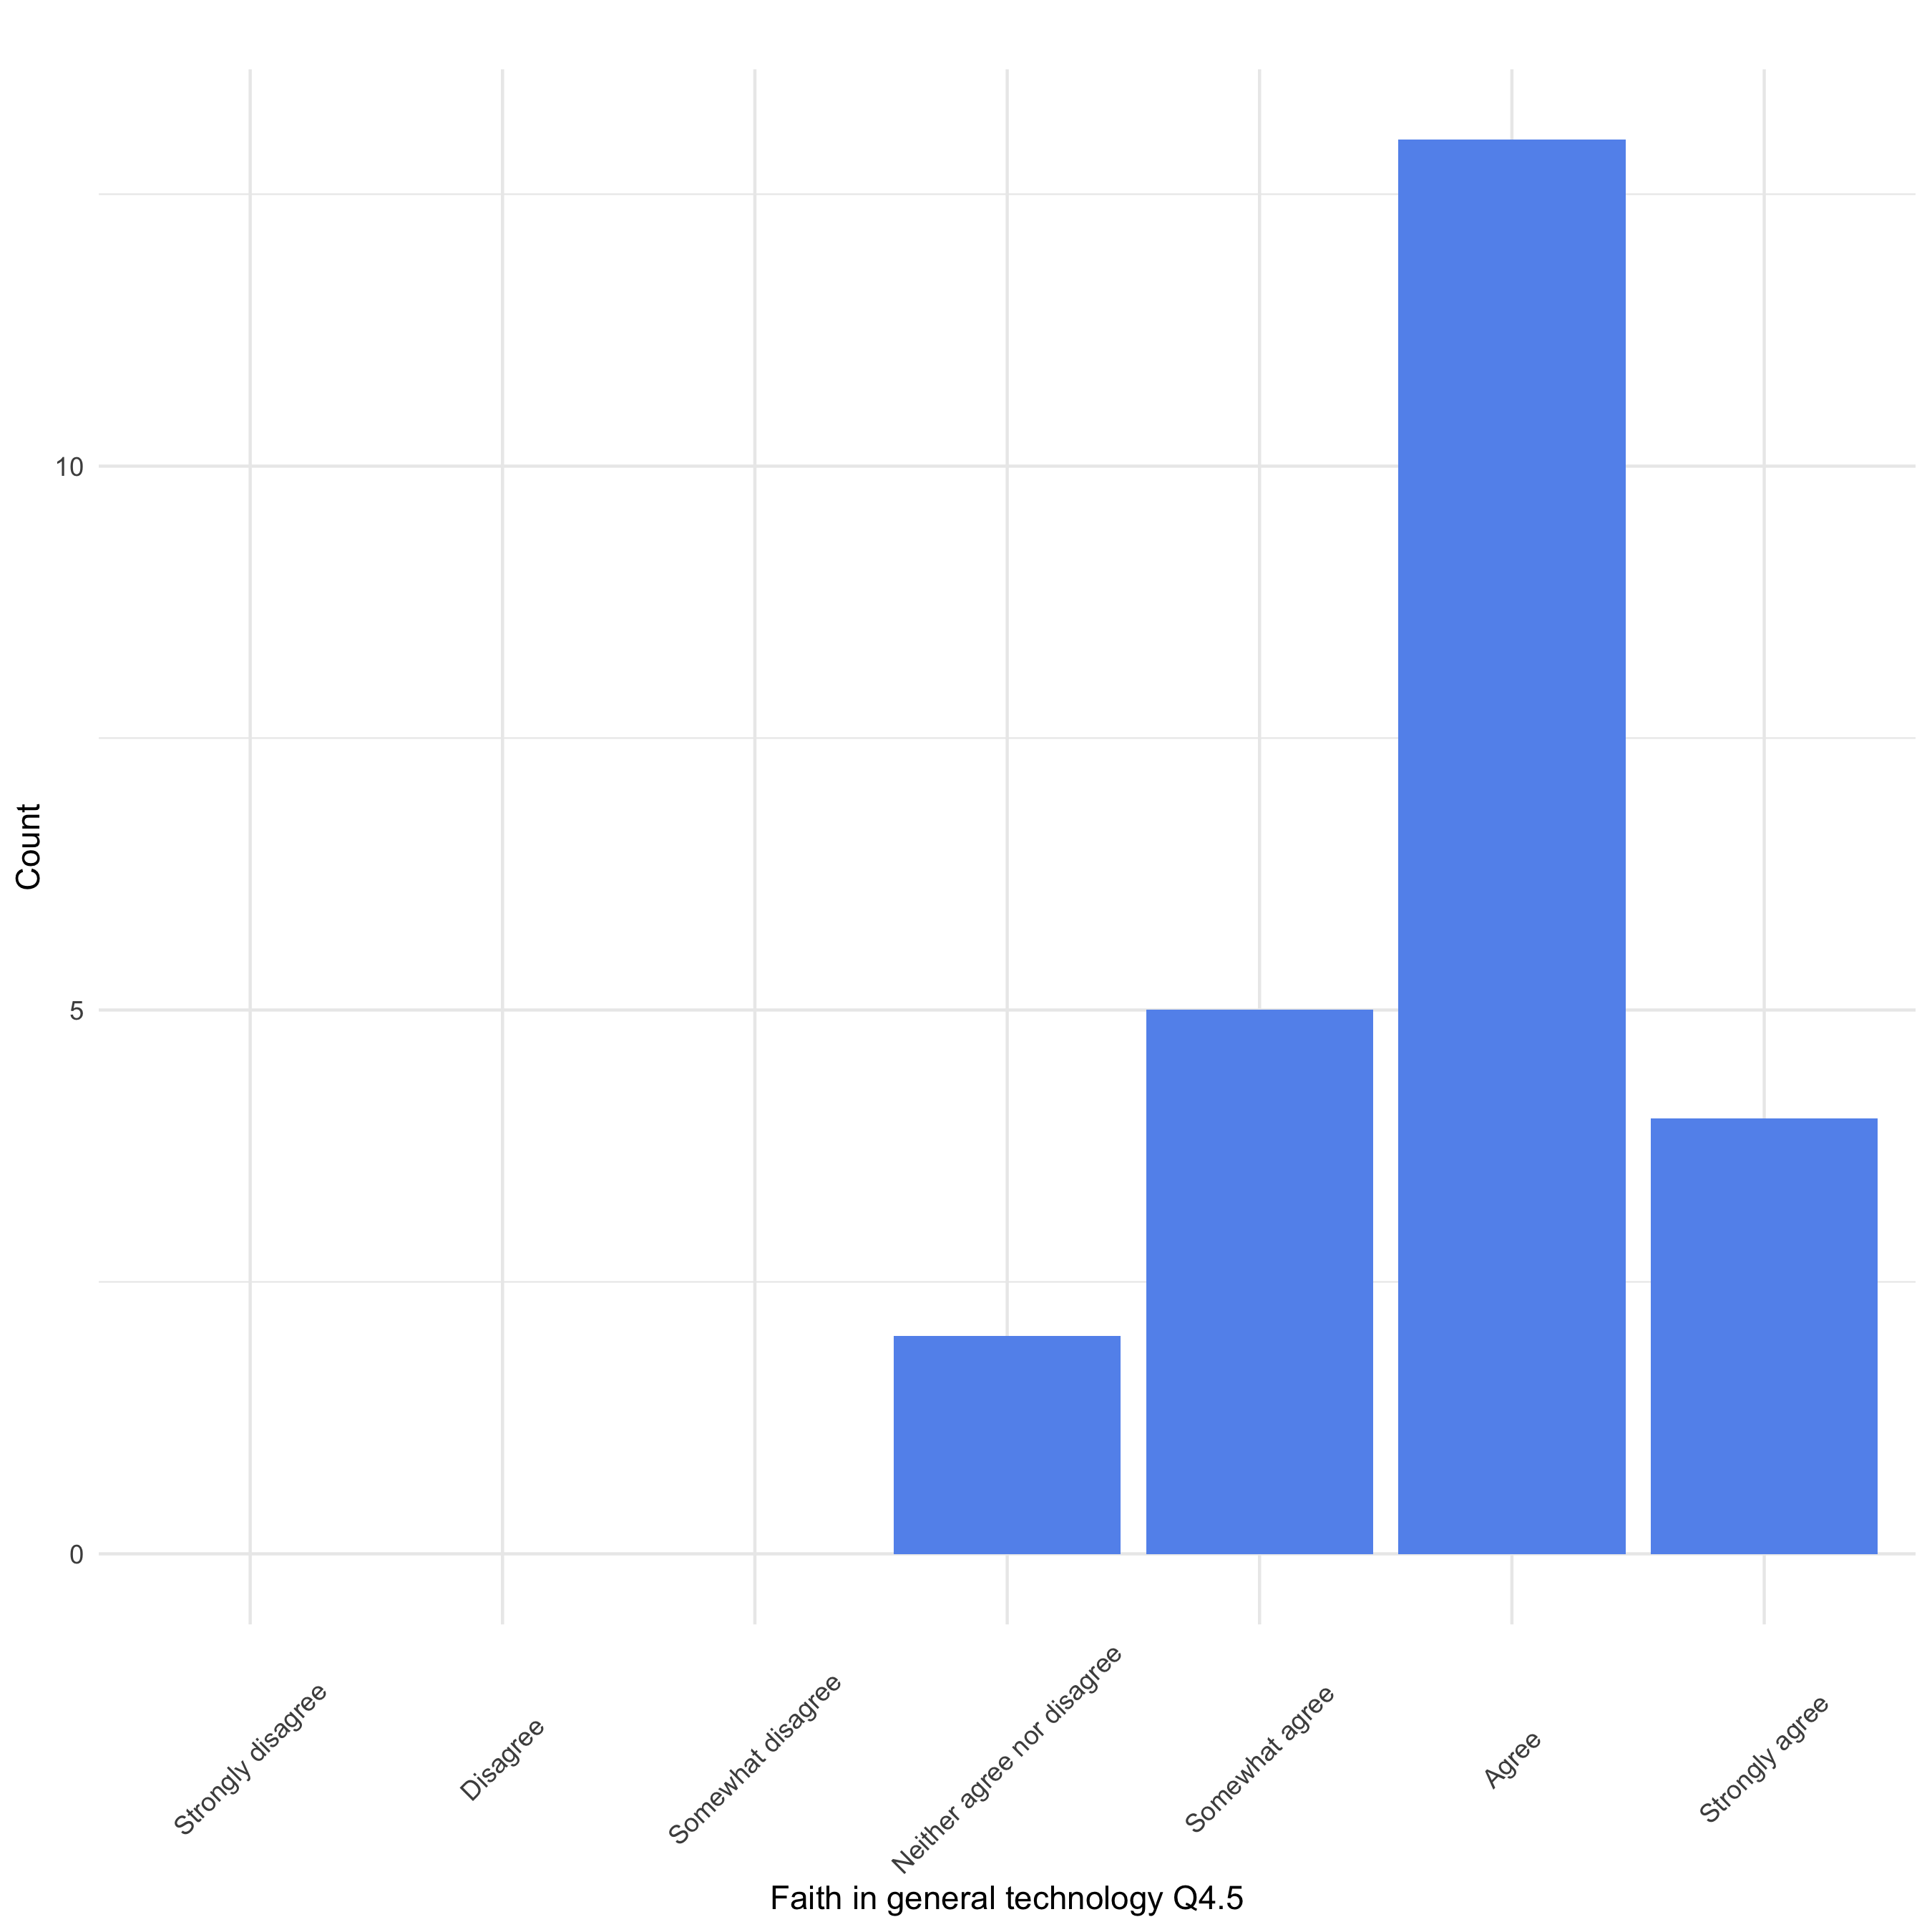 Count
10
5
0
Strongly disagree
Disagree
Somewhat disagree
Neither agree nor disagree
Somewhat agree
Agree
Strongly agree
Faith in general technology Q4.5